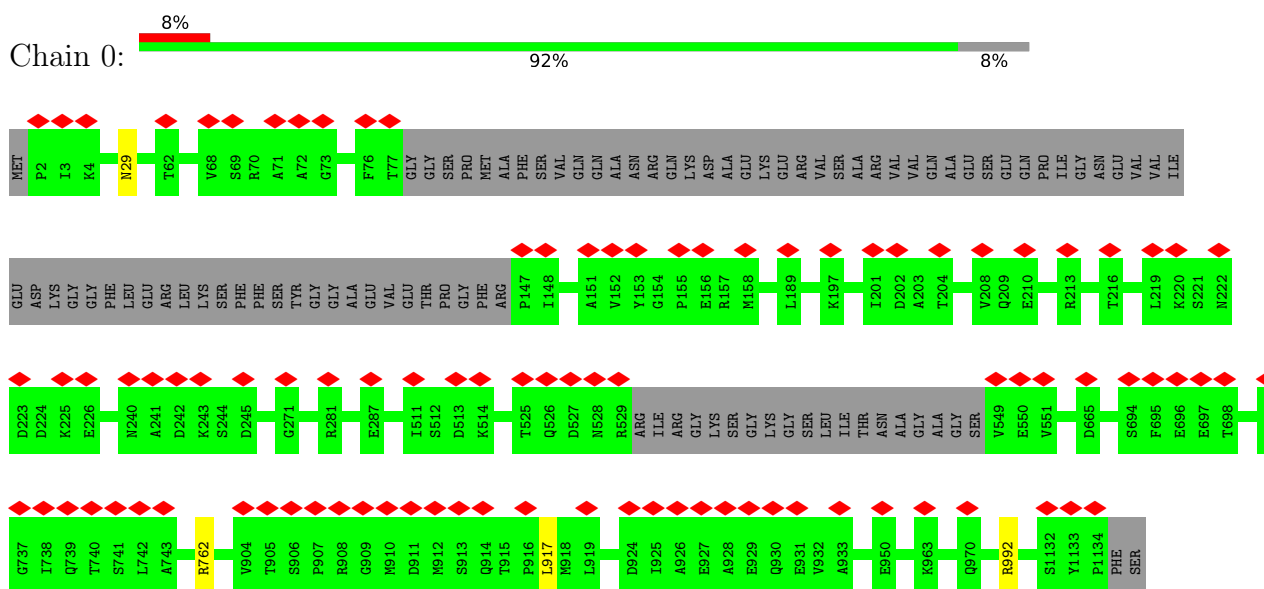 8%
Chain 0:
92% 8%
MET P2 I3 K4 N29 T62 V68 S69 R70 A71 A72 G73 F76 T77 GLY GLY SER PRO MET ALA PHE SER VAL GLN GLN ALA ASN ARG GLN LYS ASP ALA GLU LYS GLU ARG VAL SER ALA ARG VAL VAL GLN ALA GLU SER GLU GLN PRO ILE GLY ASN GLU VAL VAL ILE
GLU ASP LYS GLY GLY PHE LEU GLU ARG LEU LYS SER PHE PHE SER TYR GLY GLY ALA GLU VAL GLU THR PRO GLY PHE ARG P147 I148 A151 V152 Y153 G154 P155 E156 R157 M158 L189 K197 I201 D202 A203 T204 V208 Q209 E210 R213 T216 L219 K220 S221 N222
D223 D224 K225 E226 N240 A241 D242 K243 S244 D245 G271 R281 E287 I511 S512 D513 K514 T525 Q526 D527 N528 R529 ARG ILE ARG GLY LYS SER GLY LYS GLY SER LEU ILE THR ASN ALA GLY ALA GLY SER V549 E550 V551 D665 S694 F695 E696 E697 T698
G737 I738 Q739 T740 S741 L742 A743 R762 V904 T905 S906 P907 R908 G909 M910 D911 M912 S913 Q914 T915 P916 L917 M918 L919 D924 I925 A926 E927 A928 E929 Q930 E931 V932 A933 E950 K963 Q970 R992 S1132 Y1133 P1134 PHE SER